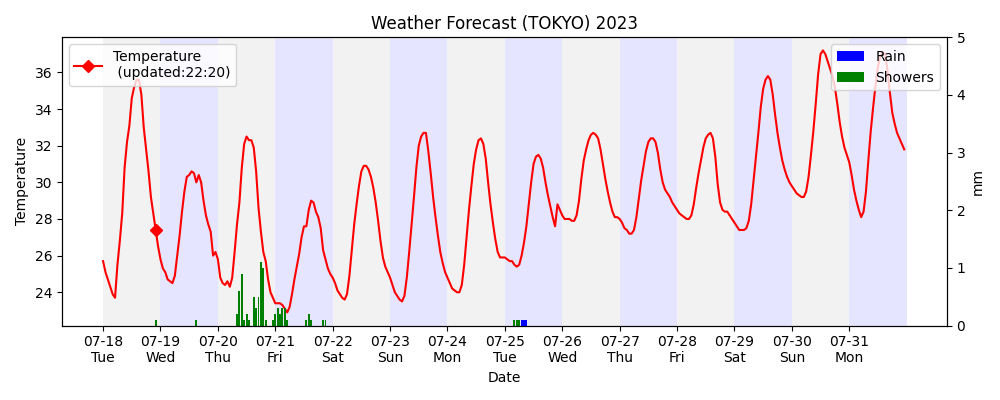 Weather Forecast (TOKYO) 2023
Temperature
(updated:22:20)
Rain
Showers
Temperature
36
34
32
30
28
26
24
5
4
3
2
1
0
mm
07-18 07-19 07-20 07-21 07-22 07-23 07-24 07-25 07-26 07-27 07-28 07-29 07-30 07-31
Tue Wed Thu Fri Sat Sun Mon Tue Wed Thu Fri Sat Sun Mon
Date